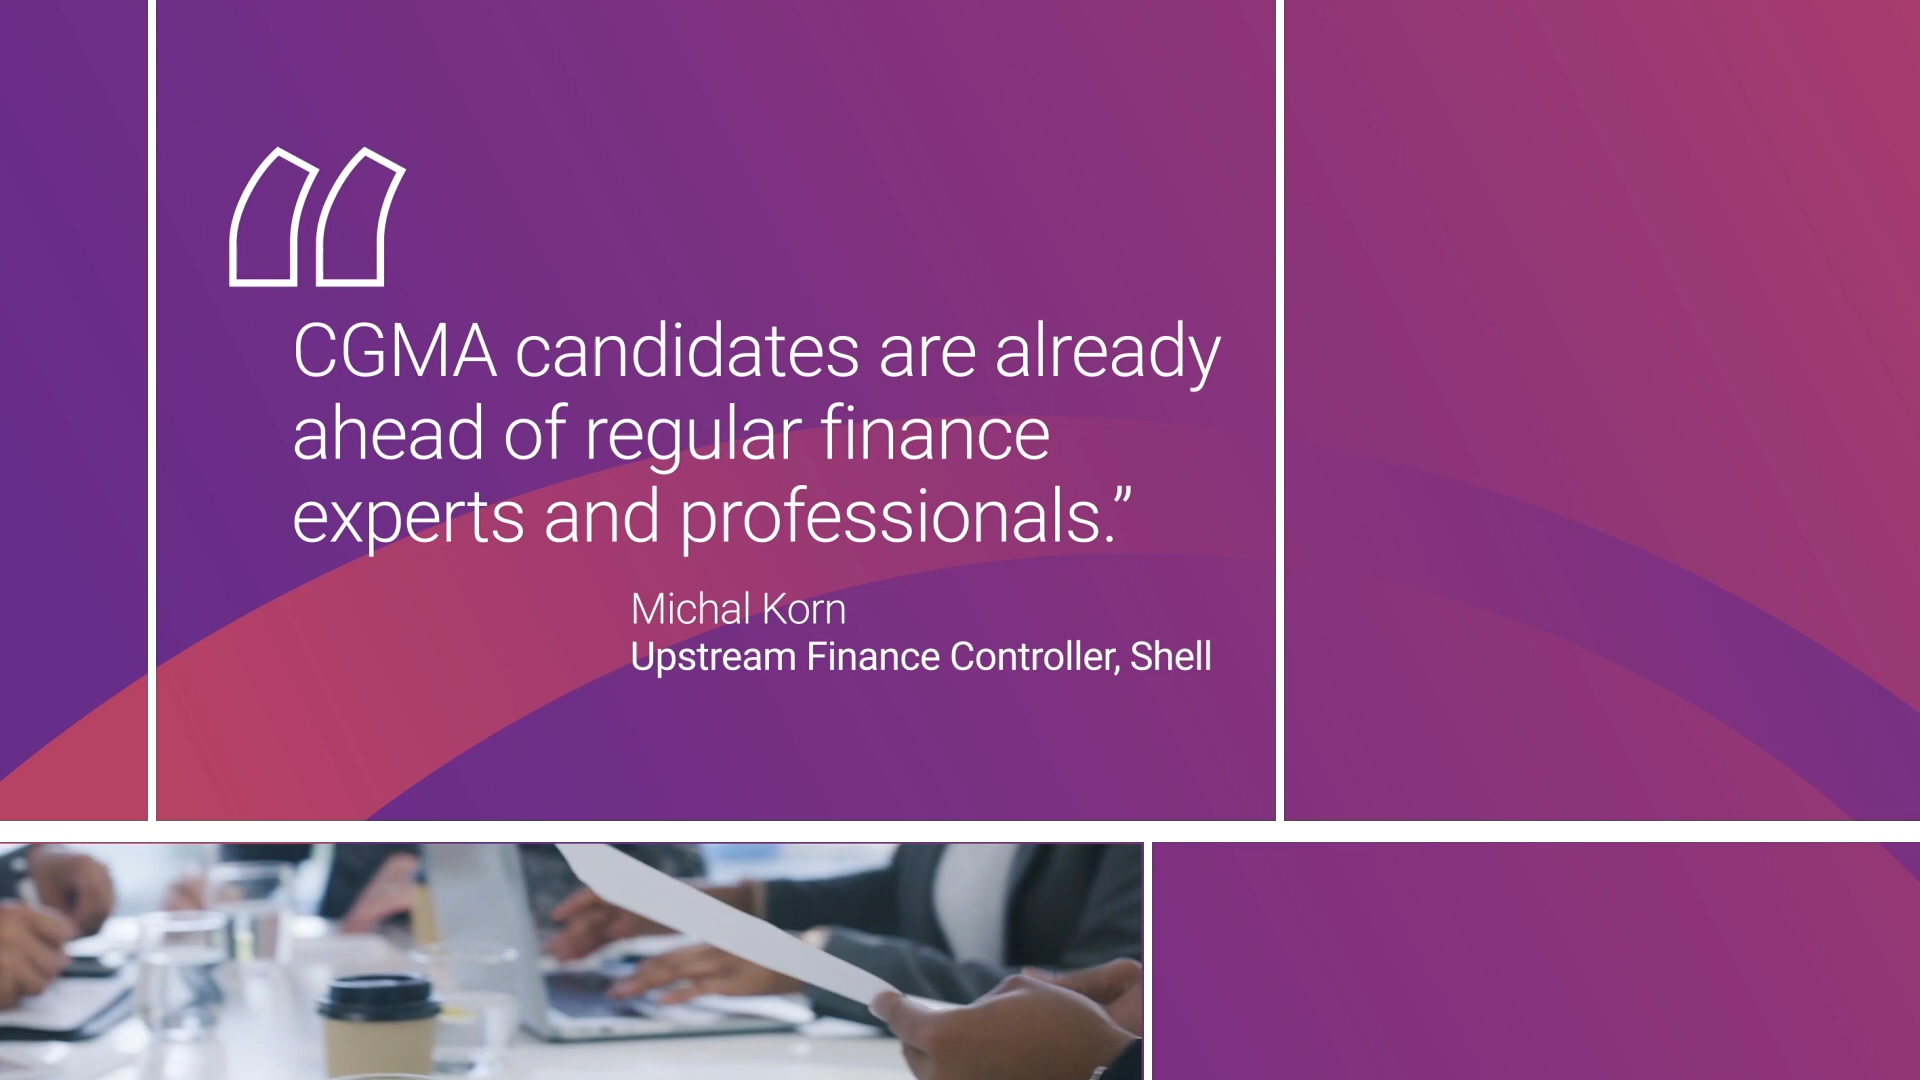 “
CGMA candidates are already
ahead of regular finance
experts and professionals.”
Michal Korn
Upstream Finance Controller, Shell